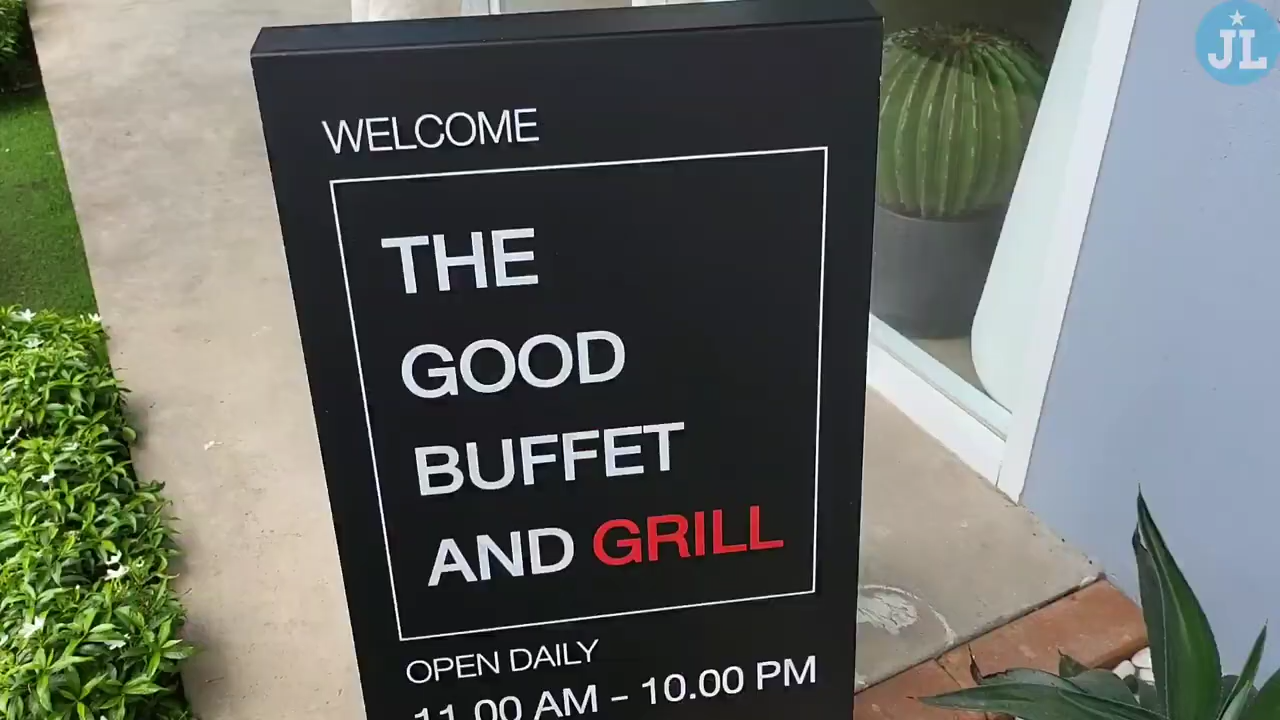 JL
WELCOME
THE
GOOD
BUFFET
AND GRILL
OPEN DAILY
11.00 AM – 10.00 PM